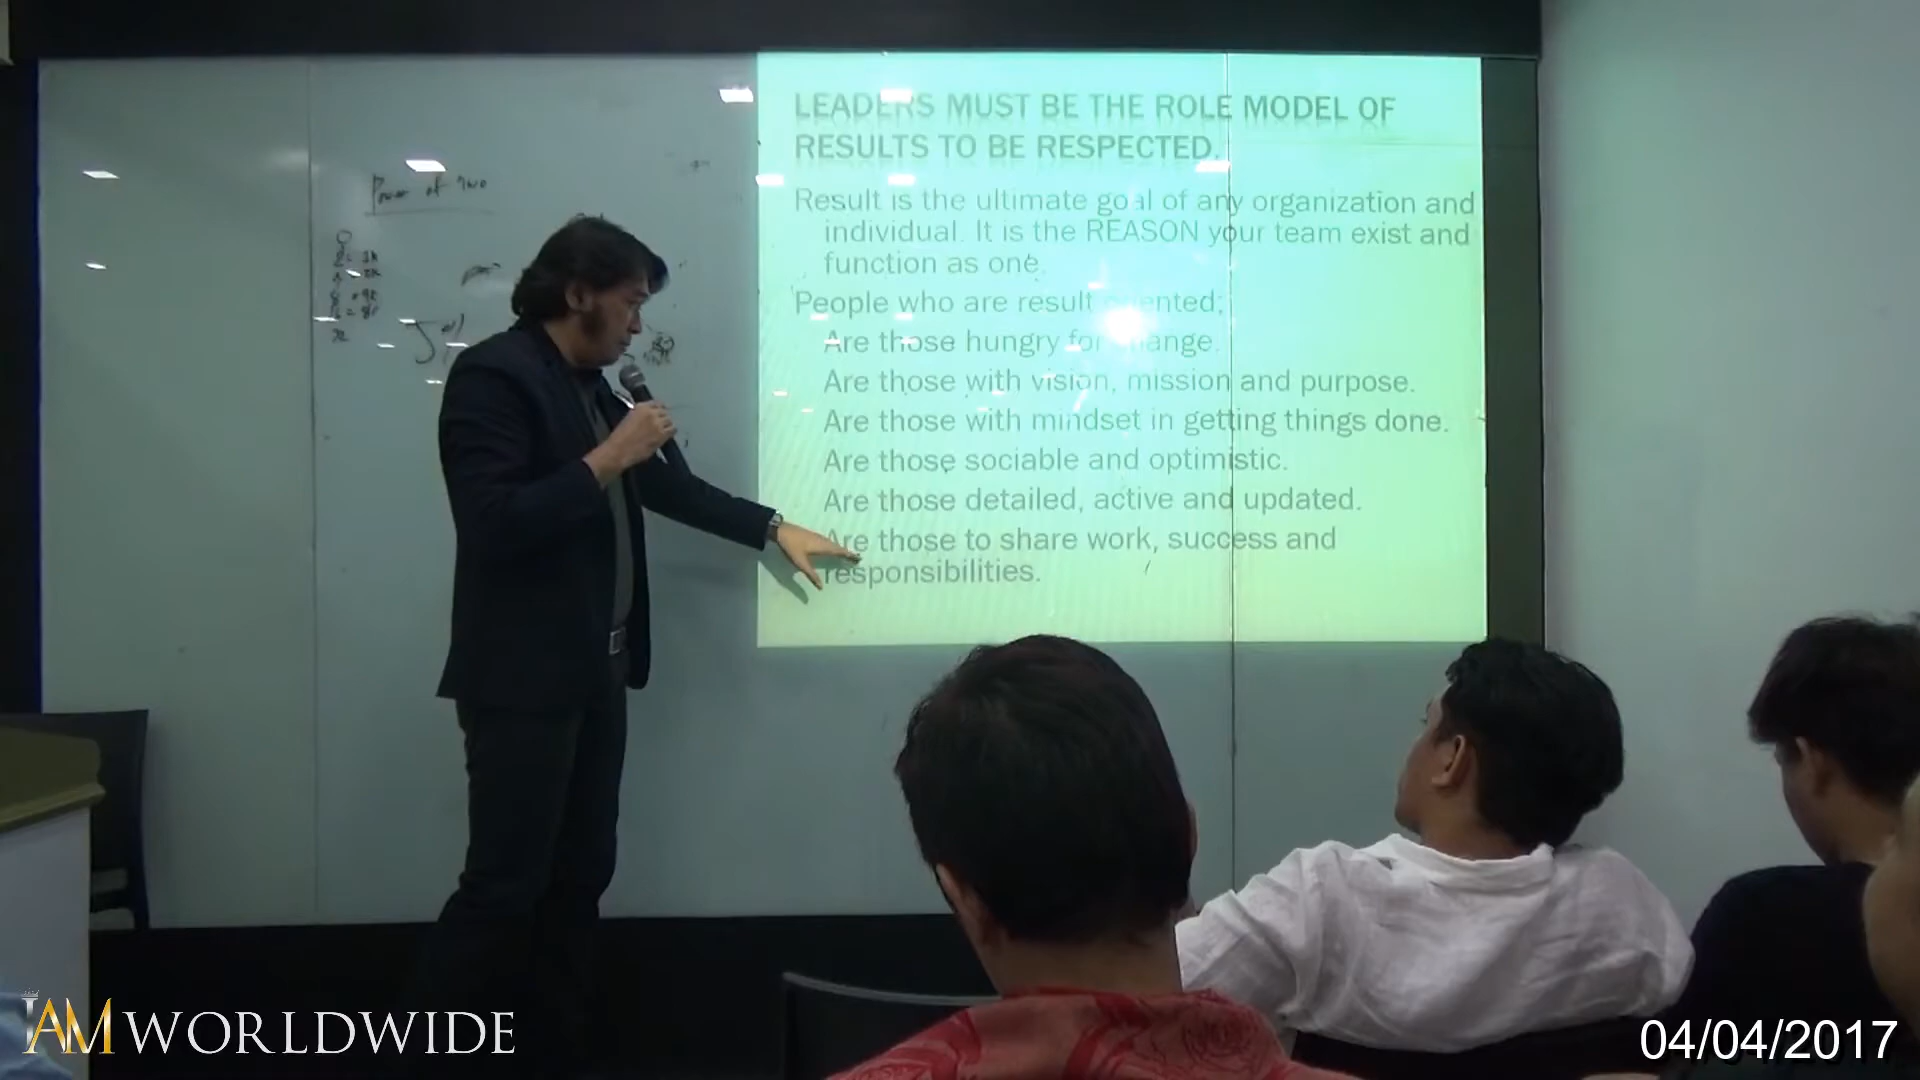 Power of Two
LEADERS MUST BE THE ROLE MODEL OF
RESULTS TO BE RESPECTED.
Result is the ultimate goal of any organization and
individual. It is the REASON your team exist and
function as one.
People who are result oriented;
Are those hungry for change.
Are those with vision, mission and purpose.
Are those with mindset in getting things done.
Are those sociable and optimistic.
Are those detailed, active and updated.
Are those to share work, success and
responsibilities.
IAM WORLDWIDE
04/04/2017